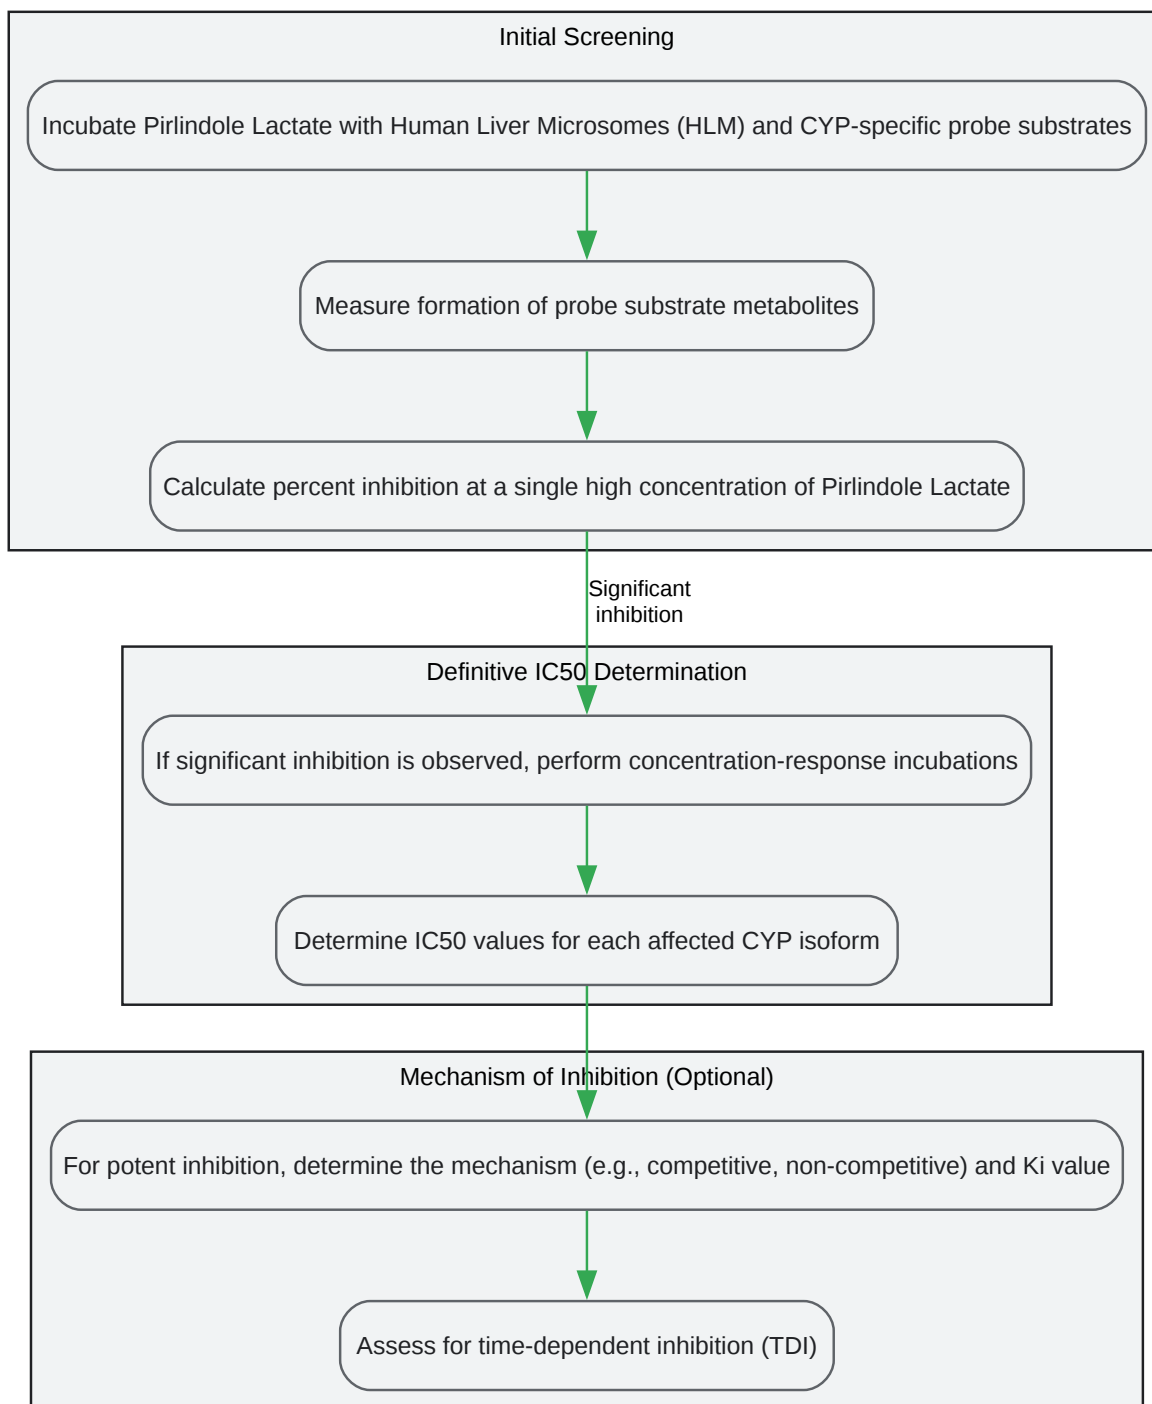 Initial Screening
Incubate Pirlindole Lactate with Human Liver Microsomes (HLM) and CYP-specific probe substrates
Measure formation of probe substrate metabolites
Calculate percent inhibition at a single high concentration of Pirlindole Lactate
Significant
inhibition
Definitive IC50 Determination
If significant inhibition is observed, perform concentration-response incubations
Determine IC50 values for each affected CYP isoform
Mechanism of Inhibition (Optional)
For potent inhibition, determine the mechanism (e.g., competitive, non-competitive) and Ki value
Assess for time-dependent inhibition (TDI)